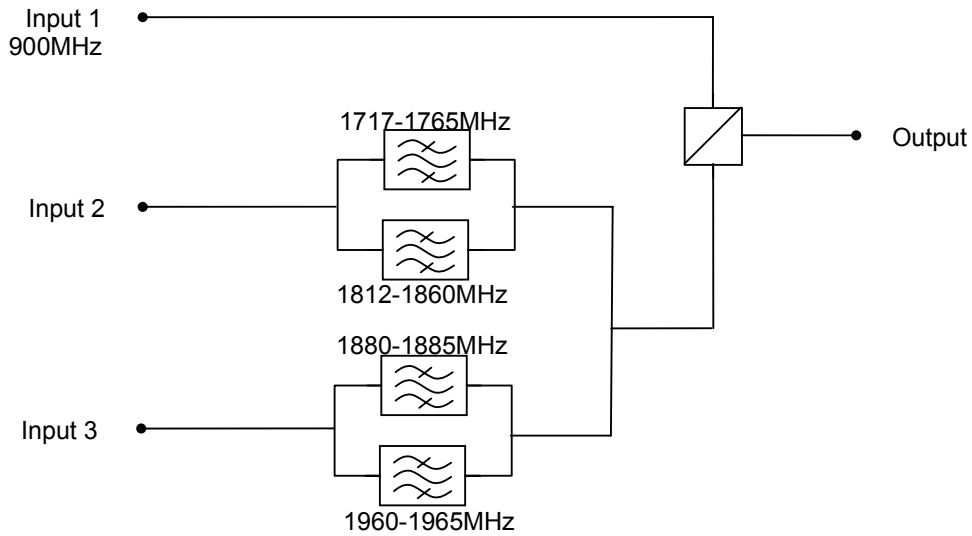 Input 1
900MHz
1717-1765MHz
Output
Input 2
1812-1860MHz
1880-1885MHz
Input 3
1960-1965MHz